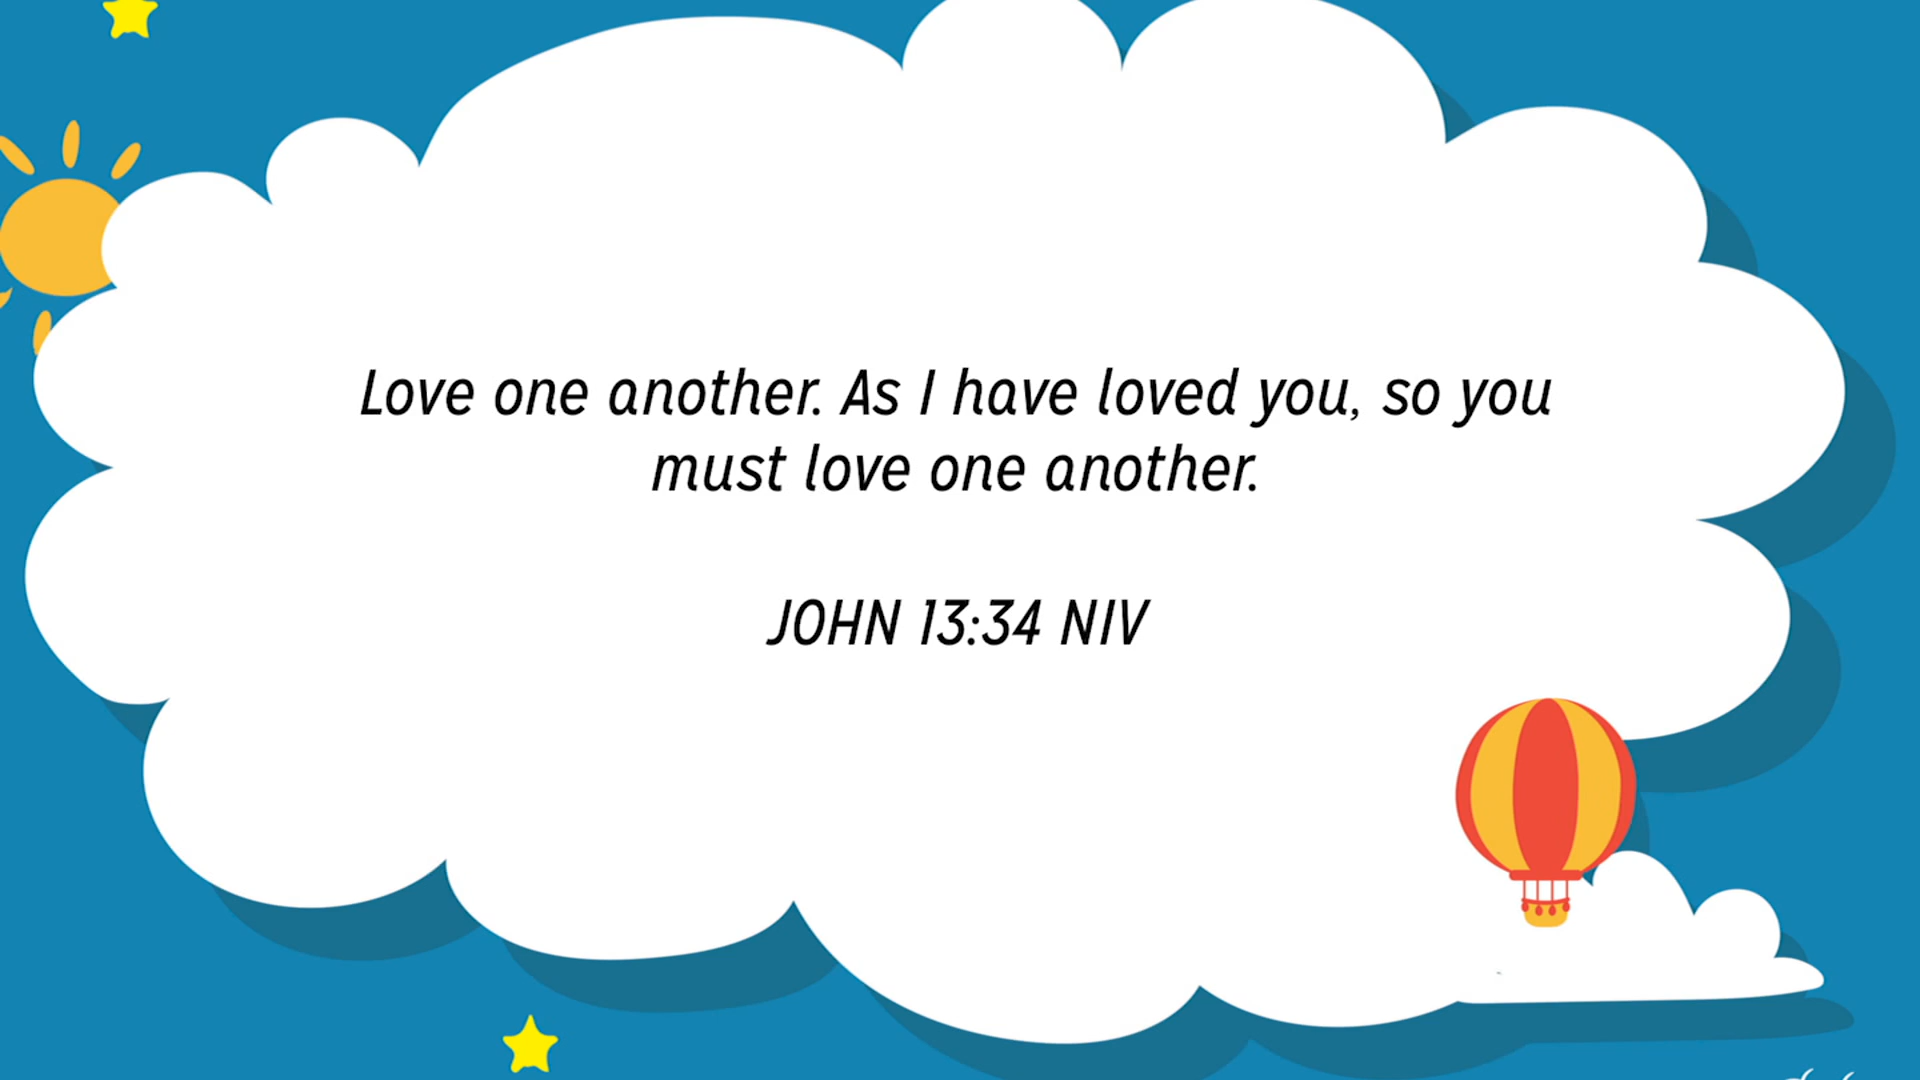 Love one another. As I have loved you, so you
must love one another.
JOHN 13:34 NIV